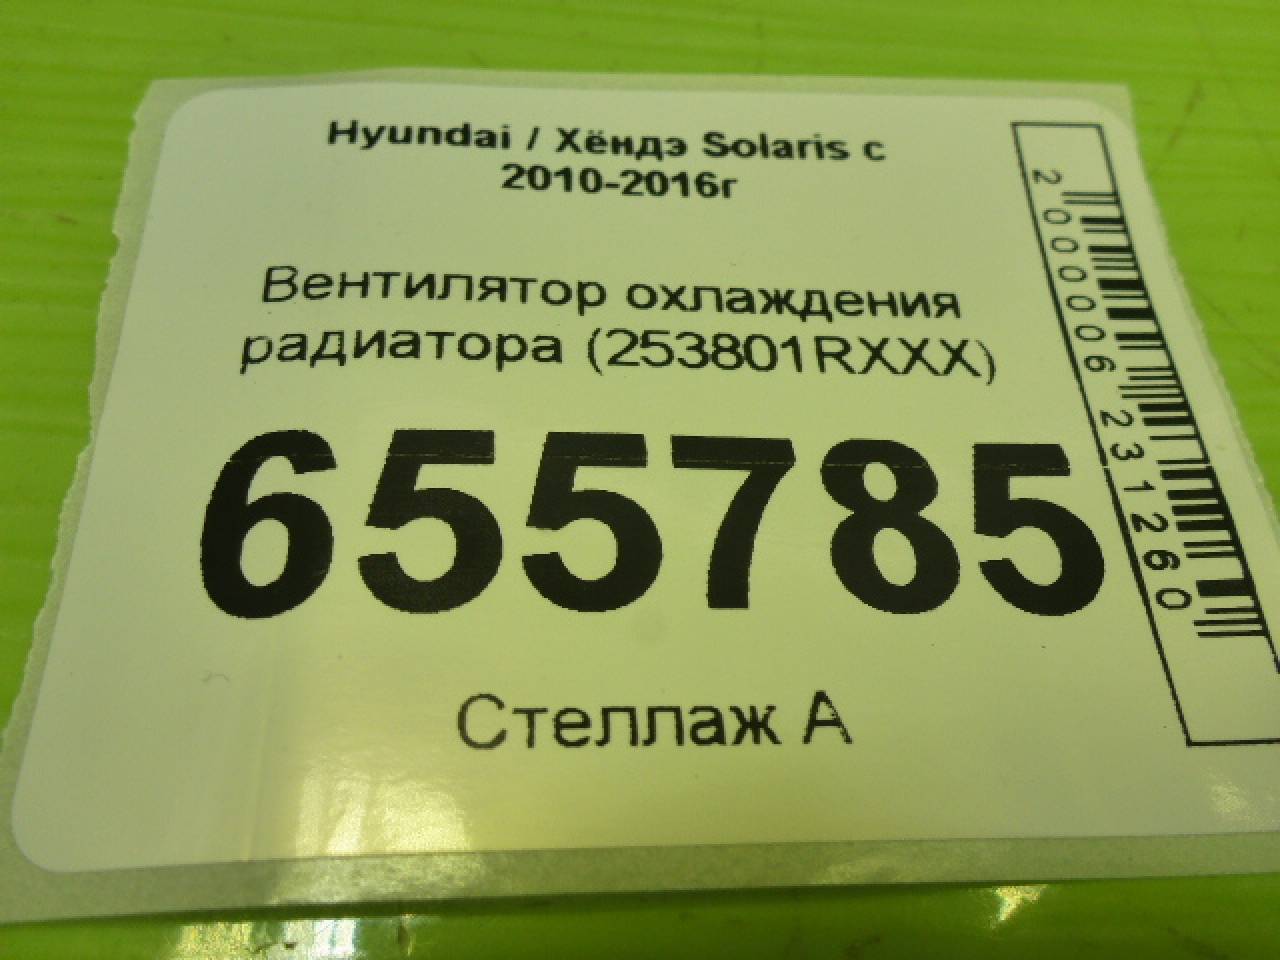 Hyundai / Хёндэ Solaris с
2010-2016г
Вентилятор охлаждения
радиатора (253801RXXX)
655785
Стеллаж А
2000006231260